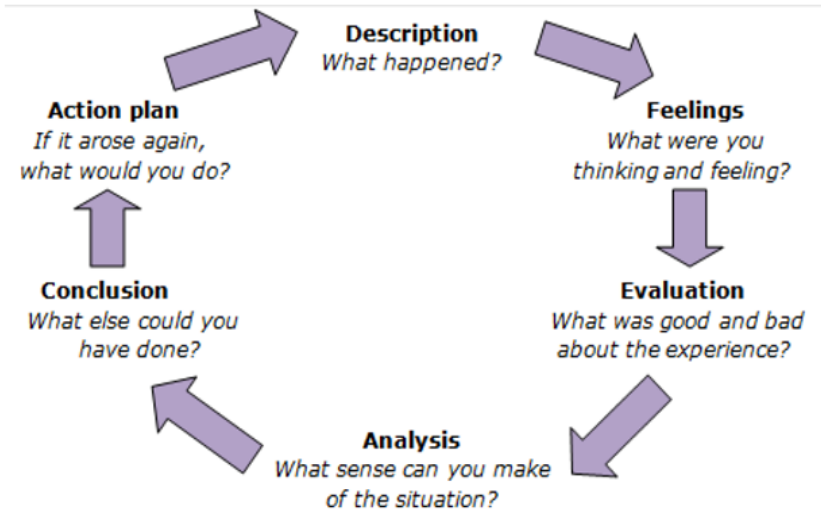 Description
What happened?
Feelings
What were you
thinking and feeling?
Evaluation
What was good and bad
about the experience?
Analysis
What sense can you make
of the situation?
Conclusion
What else could you
have done?
Action plan
If it arose again,
what would you do?